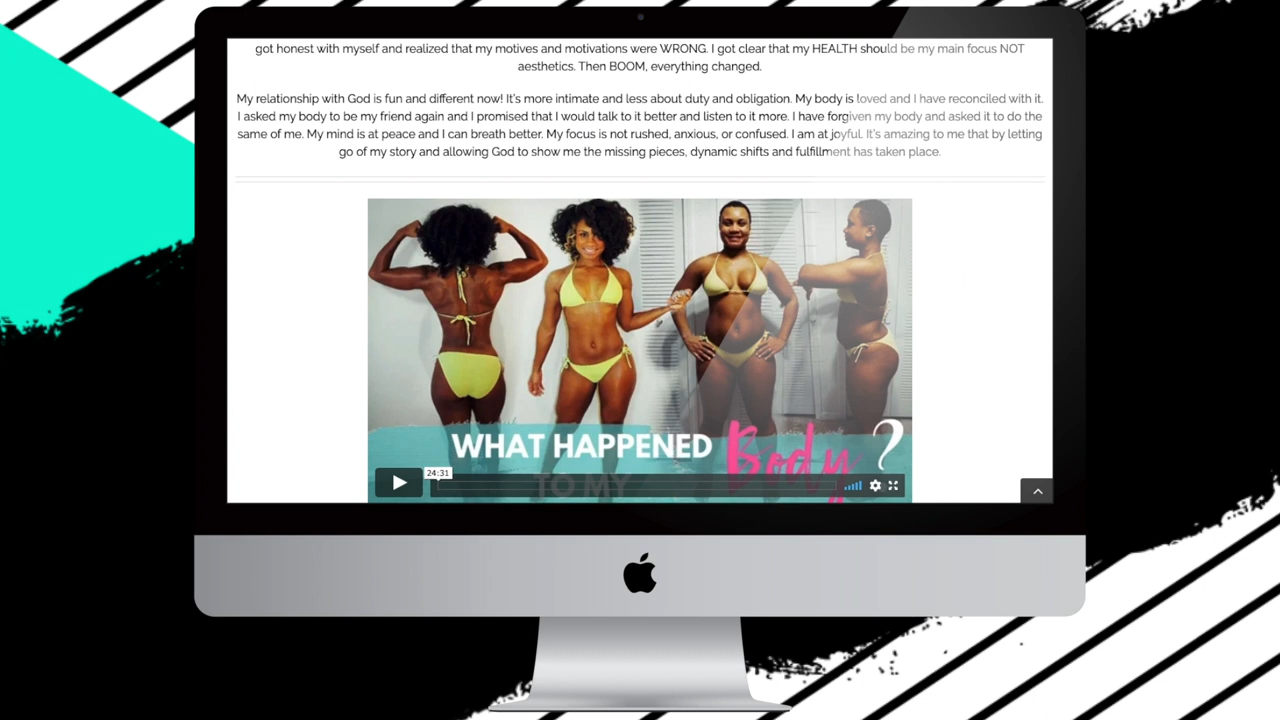 got honest with myself and realized that my motives and motivations were WRONG. I got clear that my HEALTH should be my main focus NOT
aesthetics. Then BOOM, everything changed.
My relationship with God is fun and different now! It's more intimate and less about duty and obligation. My body is loved and I have reconciled with it.
I asked my body to be my friend again and I promised that I would talk to it better and listen to it more. I have forgiven my body and asked it to do the
same of me. My mind is at peace and I can breath better. My focus is not rushed, anxious, or confused. I am at joyful. It's amazing to me that by letting
go of my story and allowing God to show me the missing pieces, dynamic shifts and fulfillment has taken place.
WHAT HAPPENED
TO MY Body?
24:31